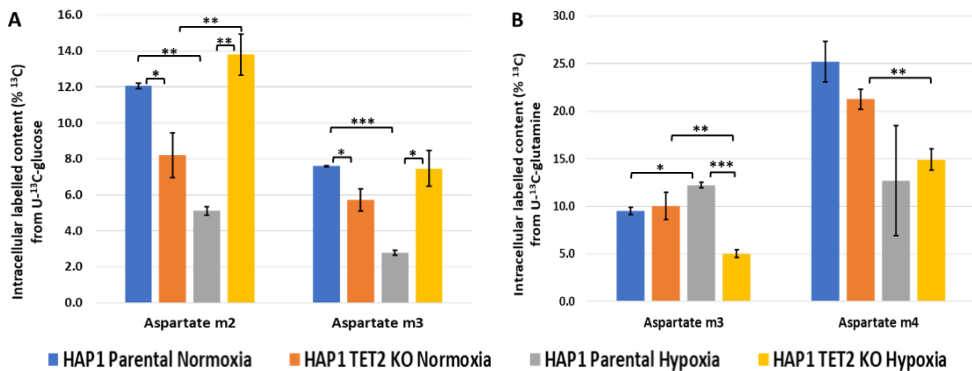 A
Intracellular labelled content (% ¹³C)
from U-¹³C-glucose
16.0
14.0
12.0
10.0
8.0
6.0
4.0
2.0
0.0
**
**
**
*
***
*
*
Aspartate m2
Aspartate m3
B
Intracellular labelled content (% ¹³C)
from U-¹³C-glutamine
30.0
25.0
20.0
15.0
10.0
5.0
0.0
**
**
*
***
Aspartate m3
Aspartate m4
HAP1 Parental Normoxia
HAP1 TET2 KO Normoxia
HAP1 Parental Hypoxia
HAP1 TET2 KO Hypoxia